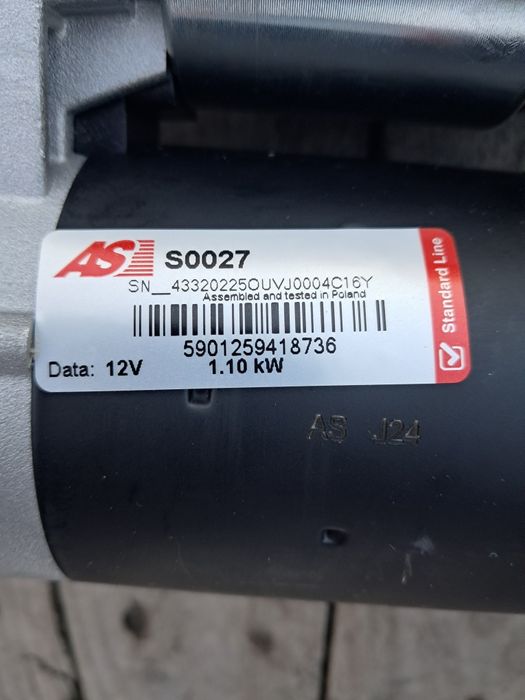 AS S0027
SN__43320225OUVJ0004C16Y
Assembled and tested in Poland
5901259418736
Data: 12V 1.10 kW
Standard Line
AS J24